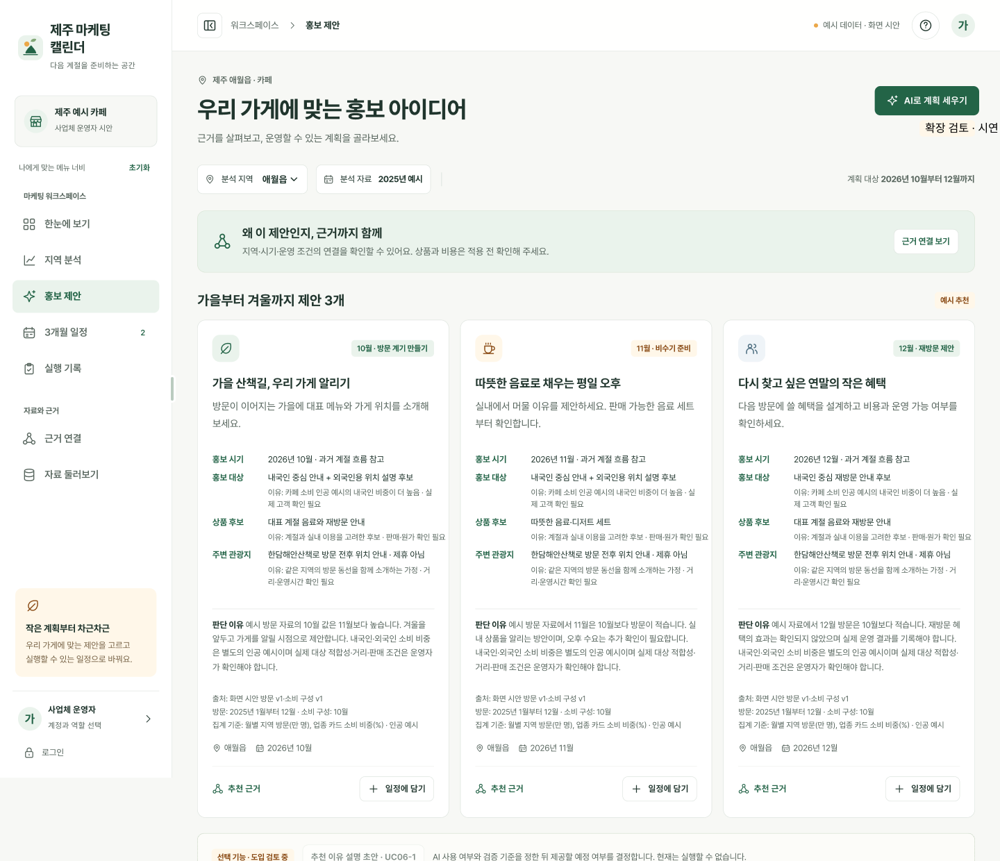 제주 마케팅
캘린더
다음 계절을 준비하는 공간
제주 예시 카페
사업체 운영자 시안
나에게 맞는 메뉴 너비 초기화
마케팅 워크스페이스
한눈에 보기
지역 분석
홍보 제안
3개월 일정 2
실행 기록
자료와 근거
근거 연결
자료 둘러보기
작은 계획부터 차근차근
우리 가게에 맞는 제안을 고르고
실행할 수 있는 일정으로 바꿔요.
가 사업체 운영자
계정과 역할 선택
로그인
워크스페이스 홍보 제안
예시 데이터 · 화면 시안 가
제주 애월읍 · 카페
우리 가게에 맞는 홍보 아이디어
근거를 살펴보고, 운영할 수 있는 계획을 골라보세요.
AI로 계획 세우기
확장 검토 · 시연
분석 지역 애월읍 분석 자료 2025년 예시
계획 대상 2026년 10월부터 12월까지
왜 이 제안인지, 근거까지 함께
지역·시기·운영 조건의 연결을 확인할 수 있어요. 상품과 비용은 적용 전 확인해 주세요.
근거 연결 보기
가을부터 겨울까지 제안 3개
예시 추천
10월 · 방문 계기 만들기
가을 산책길, 우리 가게 알리기
방문이 이어지는 가을에 대표 메뉴와 가게 위치를 소개해
보세요.
홍보 시기 2026년 10월 · 과거 계절 흐름 참고
홍보 대상 내국인 중심 안내 + 외국인용 위치 설명 후보
이유: 카페 소비 인공 예시의 내국인 비중이 더 높음 · 실
제 고객 확인 필요
상품 후보 대표 계절 음료와 재방문 안내
이유: 계절과 실내 이용을 고려한 후보 · 판매·원가 확인 필요
주변 관광지 한담해안산책로 방문 전후 위치 안내 · 제휴 아님
이유: 같은 지역의 방문 동선을 함께 소개하는 가정 · 거
리·운영시간 확인 필요
판단 이유 예시 방문 자료의 10월 값은 11월보다 높습니다. 겨울을
앞두고 가게를 알릴 시점으로 제안합니다. 내국인·외국인 소비 비중
은 별도의 인공 예시이며 실제 대상 적합성·거리·판매 조건은 운영자
가 확인해야 합니다.
출처: 화면 시안 방문 v1·소비 구성 v1
방문: 2025년 1월부터 12월 · 소비 구성: 10월
집계 기준: 월별 지역 방문(만 명), 업종 카드 소비 비중(%) · 인공 예시
애월읍 2026년 10월
추천 근거 일정에 담기
11월 · 비수기 준비
따뜻한 음료로 채우는 평일 오후
실내에서 머물 이유를 제안하세요. 판매 가능한 음료 세트
부터 확인합니다.
홍보 시기 2026년 11월 · 과거 계절 흐름 참고
홍보 대상 내국인 중심 안내 + 외국인용 위치 설명 후보
이유: 카페 소비 인공 예시의 내국인 비중이 더 높음 · 실
제 고객 확인 필요
상품 후보 따뜻한 음료·디저트 세트
이유: 계절과 실내 이용을 고려한 후보 · 판매·원가 확인 필요
주변 관광지 한담해안산책로 방문 전후 위치 안내 · 제휴 아님
이유: 같은 지역의 방문 동선을 함께 소개하는 가정 · 거
리·운영시간 확인 필요
판단 이유 예시 방문 자료에서 11월은 10월보다 방문이 적습니다. 실
내 상품을 알리는 방안이며, 오후 수요는 추가 확인이 필요합니다.
내국인·외국인 소비 비중은 별도의 인공 예시이며 실제 대상 적합성·
거리·판매 조건은 운영자가 확인해야 합니다.
출처: 화면 시안 방문 v1·소비 구성 v1
방문: 2025년 1월부터 12월 · 소비 구성: 10월
집계 기준: 월별 지역 방문(만 명), 업종 카드 소비 비중(%) · 인공 예시
애월읍 2026년 11월
추천 근거 일정에 담기
12월 · 재방문 제안
다시 찾고 싶은 연말의 작은 혜택
다음 방문에 쓸 혜택을 설계하고 비용과 운영 가능 여부를
확인하세요.
홍보 시기 2026년 12월 · 과거 계절 흐름 참고
홍보 대상 내국인 중심 재방문 안내 후보
이유: 카페 소비 인공 예시의 내국인 비중이 더 높음 · 실
제 고객 확인 필요
상품 후보 대표 계절 음료와 재방문 안내
이유: 계절과 실내 이용을 고려한 후보 · 판매·원가 확인 필요
주변 관광지 한담해안산책로 방문 전후 위치 안내 · 제휴 아님
이유: 같은 지역의 방문 동선을 함께 소개하는 가정 · 거
리·운영시간 확인 필요
판단 이유 예시 자료에서 12월 방문은 10월보다 적습니다. 재방문 혜
택의 효과는 확인되지 않았으며 실제 운영 결과를 기록해야 합니다.
내국인·외국인 소비 비중은 별도의 인공 예시이며 실제 대상 적합성·
거리·판매 조건은 운영자가 확인해야 합니다.
출처: 화면 시안 방문 v1·소비 구성 v1
방문: 2025년 1월부터 12월 · 소비 구성: 10월
집계 기준: 월별 지역 방문(만 명), 업종 카드 소비 비중(%) · 인공 예시
애월읍 2026년 12월
추천 근거 일정에 담기
선택 기능 · 도입 검토 중 추천 이유 설명 초안 · UC06-1 AI 사용 여부와 검증 기준을 정한 뒤 제공할 예정 여부를 결정합니다. 현재는 실행할 수 없습니다.